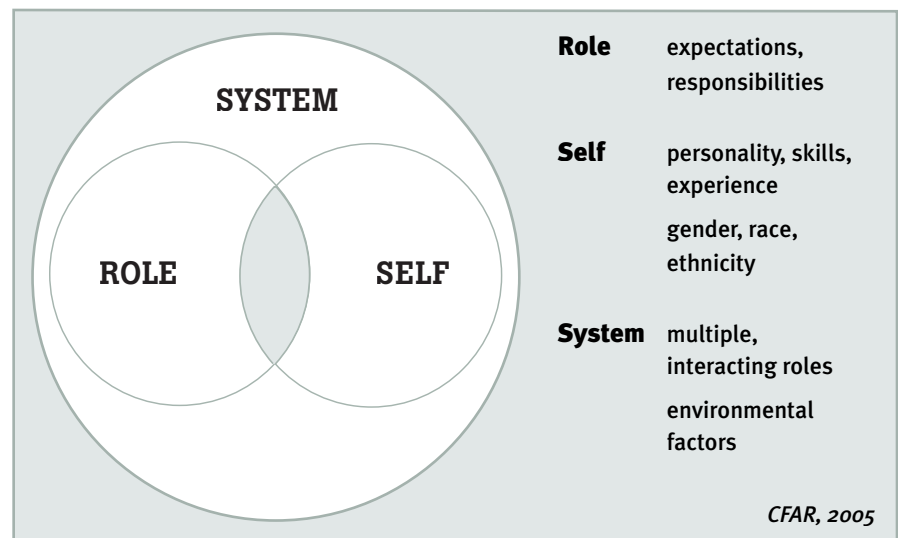 SYSTEM
ROLE
SELF
Role expectations,
responsibilities
Self personality, skills,
experience
gender, race,
ethnicity
System multiple,
interacting roles
environmental
factors
CFAR, 2005